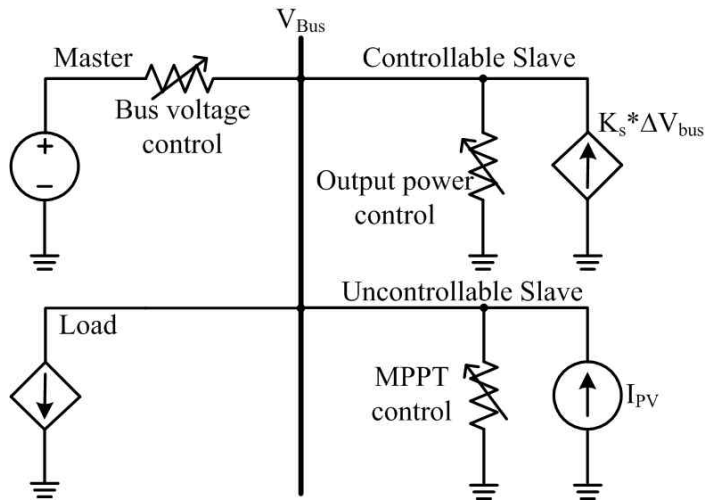 V_Bus
Master
Controllable Slave
Bus voltage
control
K_s*ΔV_bus
+
−
Output power
control
Uncontrollable Slave
Load
MPPT
control
I_PV